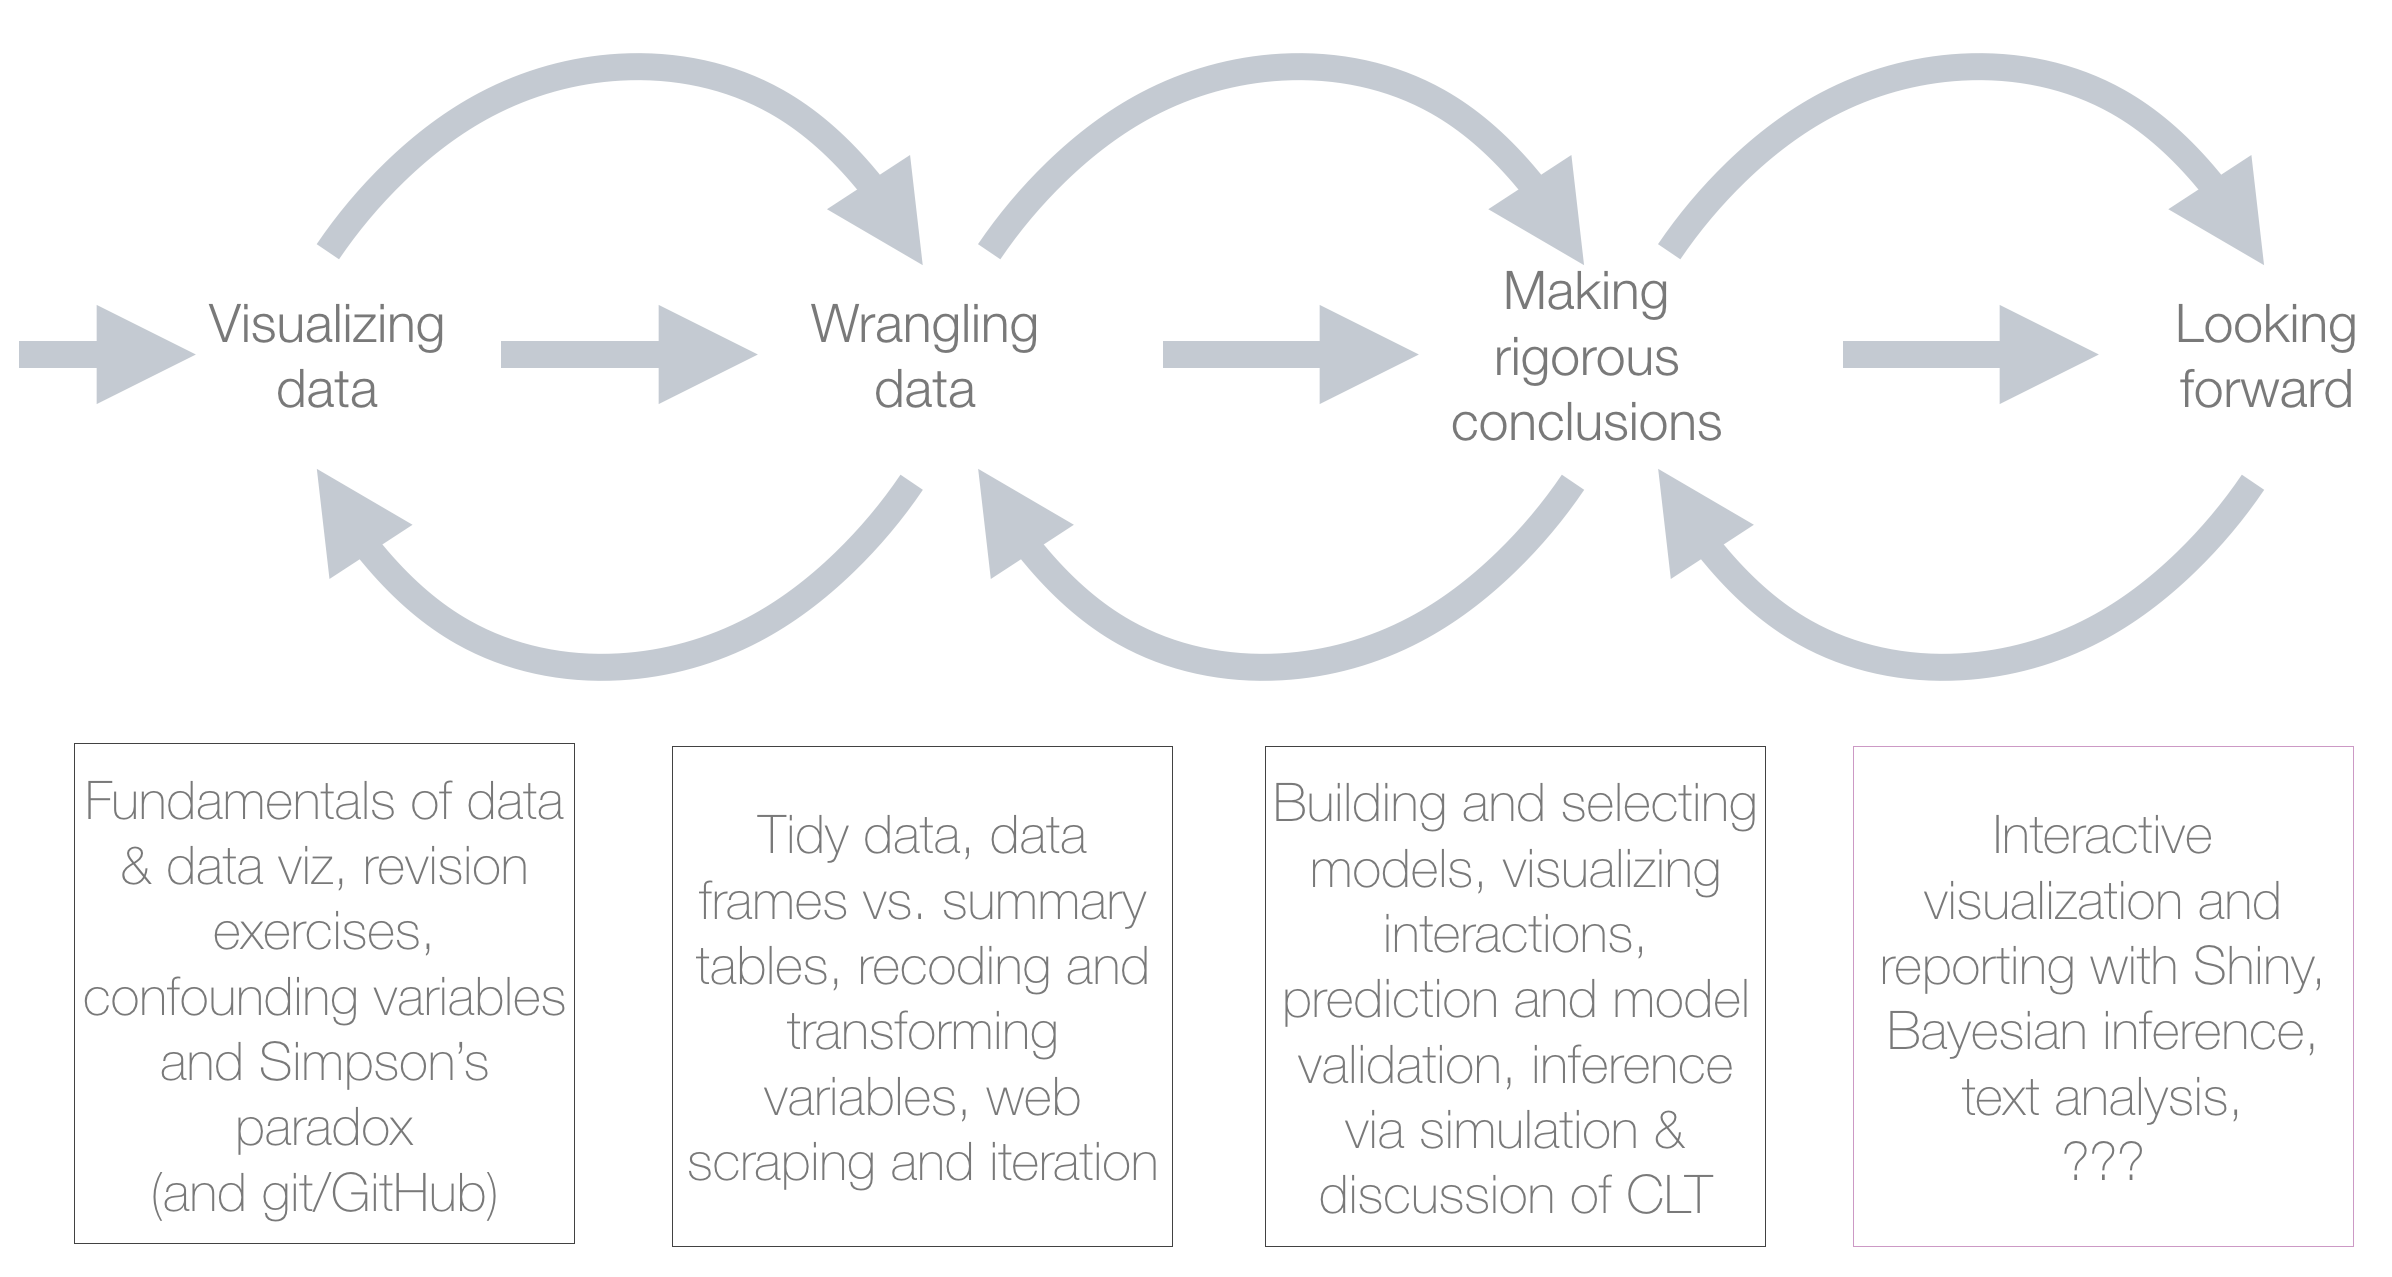 Visualizing
data
Wrangling
data
Making
rigorous
conclusions
Looking
forward
Fundamentals of data
& data viz, revision
exercises,
confounding variables
and Simpson’s
paradox
(and git/GitHub)
Tidy data, data
frames vs. summary
tables, recoding and
transforming
variables, web
scraping and iteration
Building and selecting
models, visualizing
interactions,
prediction and model
validation, inference
via simulation &
discussion of CLT
Interactive
visualization and
reporting with Shiny,
Bayesian inference,
text analysis,
???